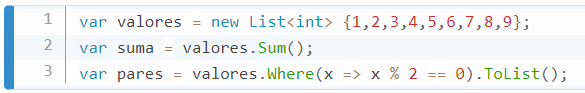 1 var valores = new List<int> {1,2,3,4,5,6,7,8,9};
2 var suma = valores.Sum();
3 var pares = valores.Where(x => x % 2 == 0).ToList();